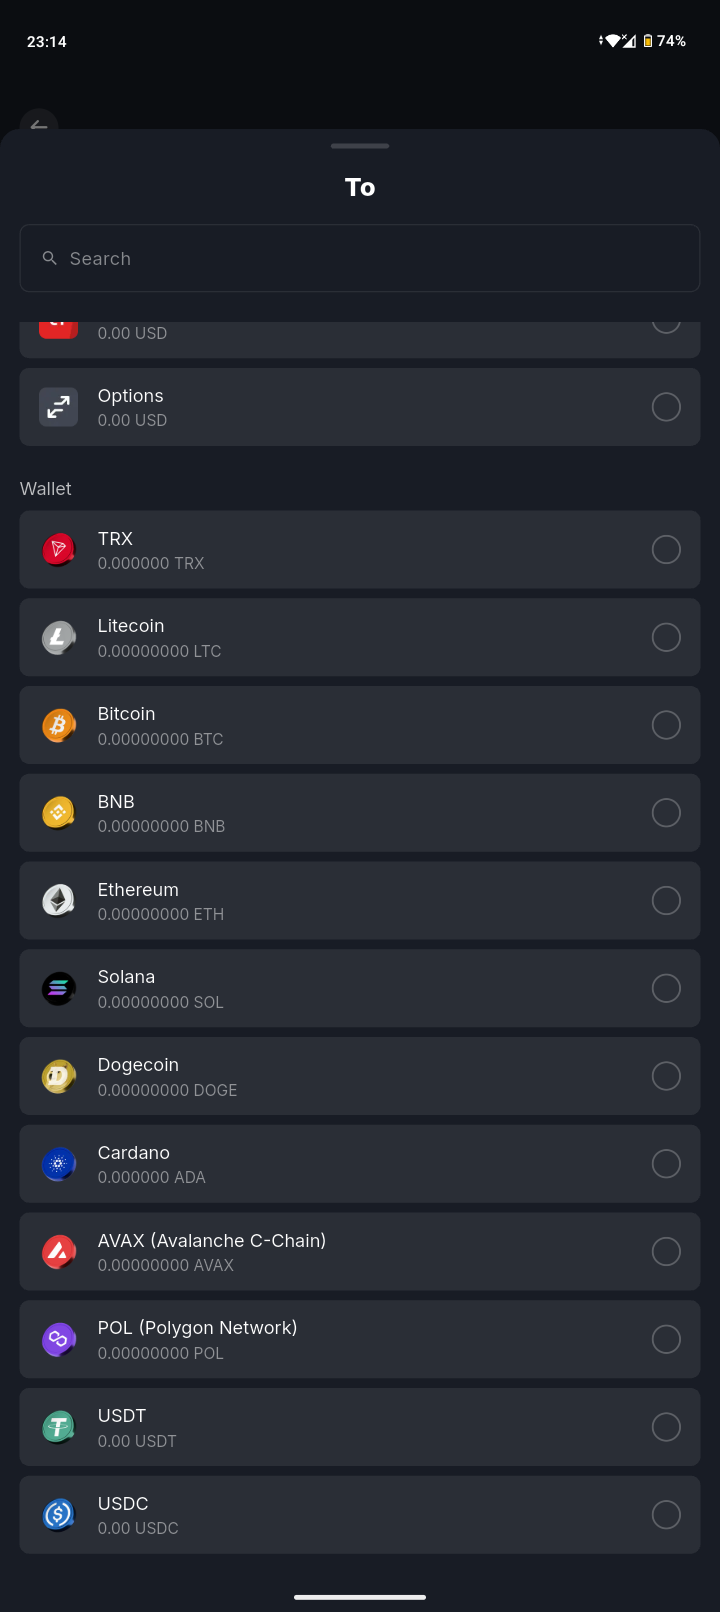 23:14
74%
To
Search
0.00 USD
Options
0.00 USD
Wallet
TRX
0.000000 TRX
Litecoin
0.00000000 LTC
Bitcoin
0.00000000 BTC
BNB
0.00000000 BNB
Ethereum
0.00000000 ETH
Solana
0.00000000 SOL
Dogecoin
0.00000000 DOGE
Cardano
0.000000 ADA
AVAX (Avalanche C-Chain)
0.00000000 AVAX
POL (Polygon Network)
0.00000000 POL
USDT
0.00 USDT
USDC
0.00 USDC